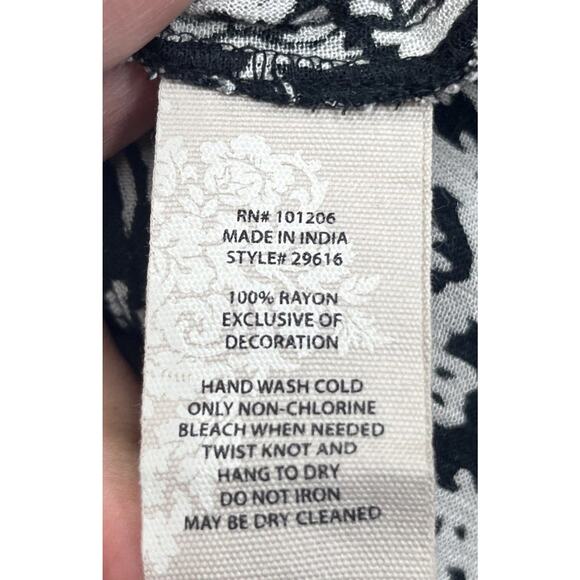 RN# 101206
MADE IN INDIA
STYLE# 29616
100% RAYON
EXCLUSIVE OF
DECORATION
HAND WASH COLD
ONLY NON-CHLORINE
BLEACH WHEN NEEDED
TWIST KNOT AND
HANG TO DRY
DO NOT IRON
MAY BE DRY CLEANED